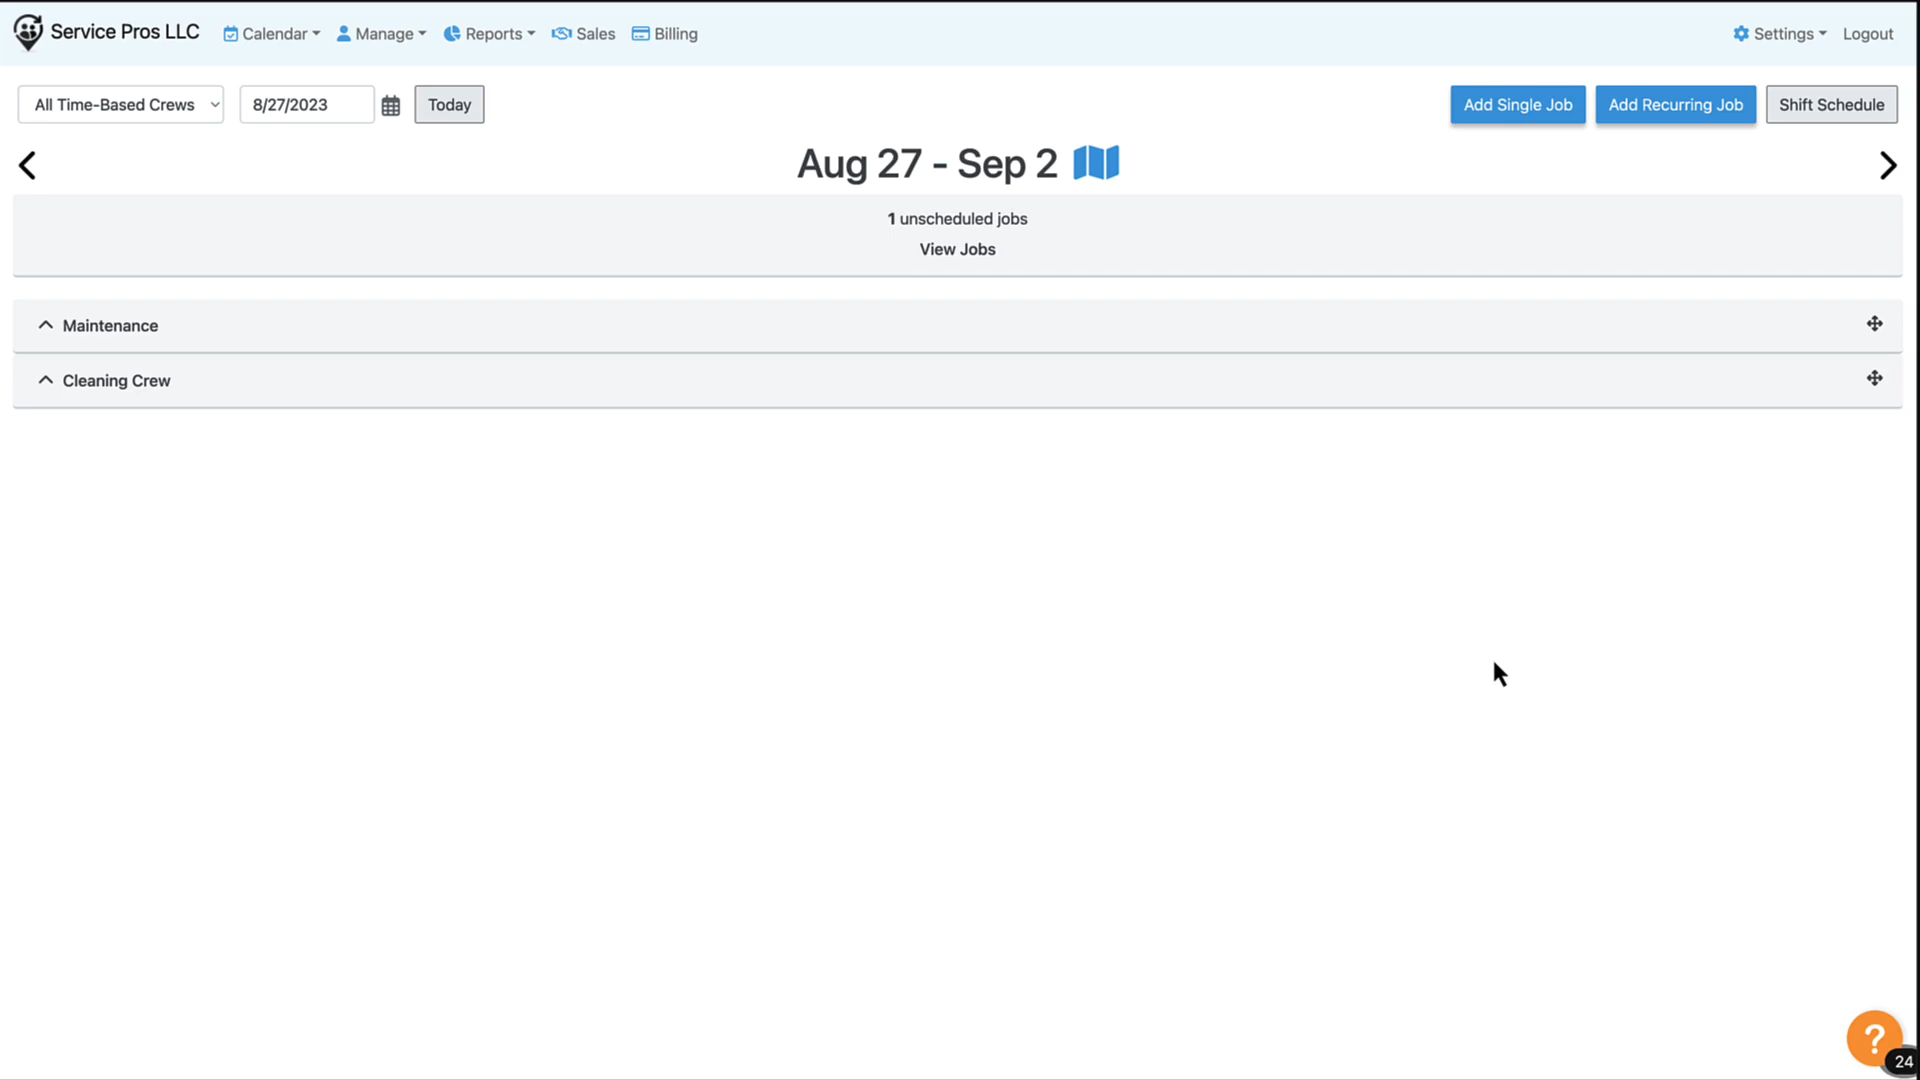 Service Pros LLC Calendar Manage Reports Sales Billing Settings Logout
All Time-Based Crews 8/27/2023 Today Add Single Job Add Recurring Job Shift Schedule
Aug 27 - Sep 2
1 unscheduled jobs
View Jobs
Maintenance
Cleaning Crew
?
24